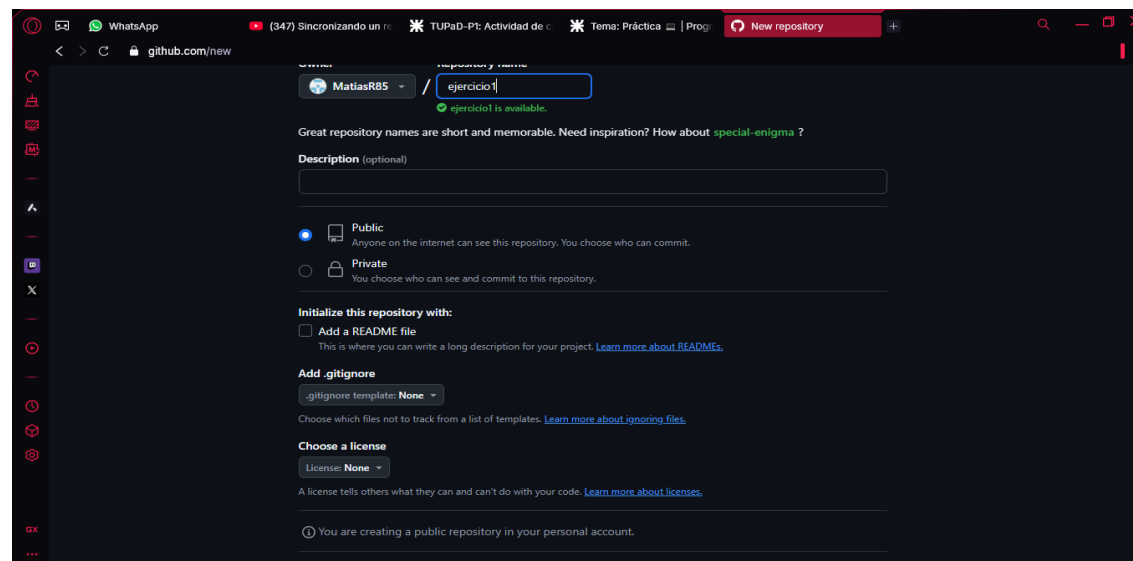 WhatsApp
(347) Sincronizando un re
TUPaD-P1: Actividad de c
Tema: Práctica 💻 | Progr
New repository
github.com/new
Owner
Repository name
MatiasR85
/
ejercicio1
ejercicio1 is available.
Great repository names are short and memorable. Need inspiration? How about special-enigma ?
Description (optional)
Public
Anyone on the internet can see this repository. You choose who can commit.
Private
You choose who can see and commit to this repository.
Initialize this repository with:
Add a README file
This is where you can write a long description for your project. Learn more about READMEs.
Add .gitignore
.gitignore template: None
Choose which files not to track from a list of templates. Learn more about ignoring files.
Choose a license
License: None
A license tells others what they can and can't do with your code. Learn more about licenses.
You are creating a public repository in your personal account.
GX